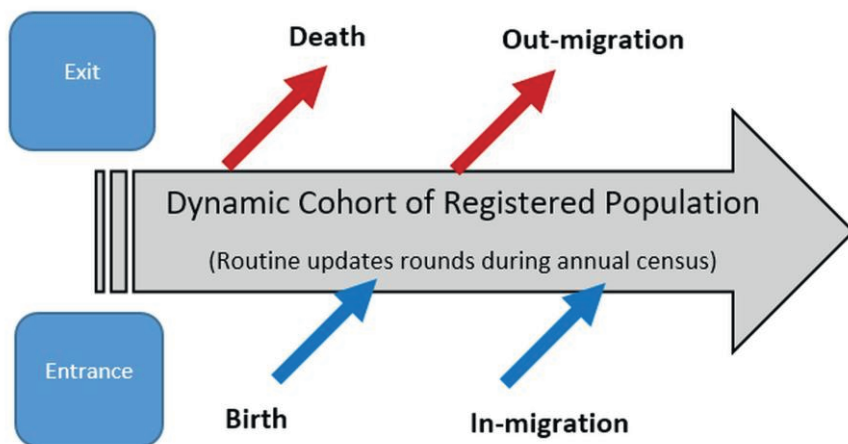 Death
Out-migration
Exit
Dynamic Cohort of Registered Population
(Routine updates rounds during annual census)
Entrance
Birth
In-migration